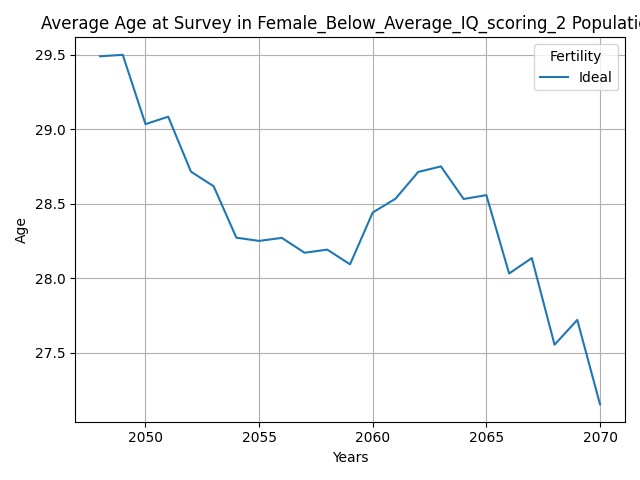 Average Age at Survey in Female_Below_Average_IQ_scoring_2 Populati
Fertility
Ideal
29.5
29.0
28.5
28.0
27.5
Age
2050 2055 2060 2065 2070
Years